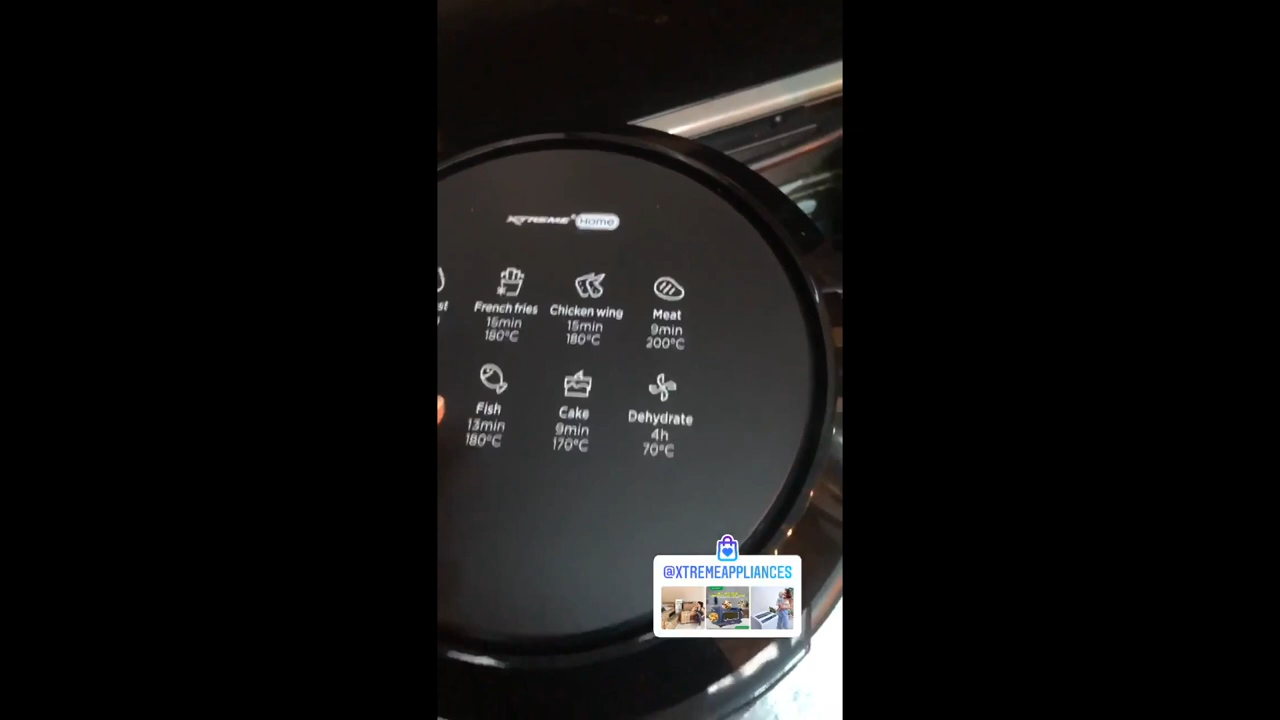 XTREME Home
st
French fries
15min
180°C
Chicken wing
15min
180°C
Meat
9min
200°C
Fish
13min
180°C
Cake
9min
170°C
Dehydrate
4h
70°C
@XTREMEAPPLIANCES